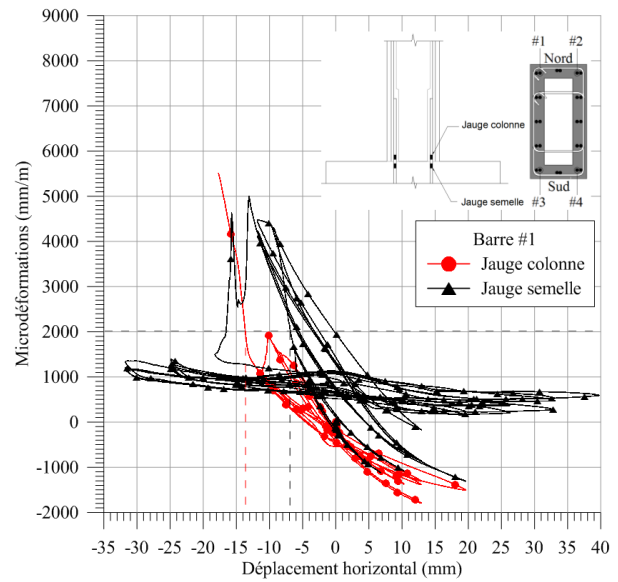 Microdéformations (mm/m)
9000
8000
7000
6000
5000
4000
3000
2000
1000
0
-1000
-2000
#1 #2
Nord
Jauge colonne
Jauge semelle
Sud
#3 #4
Barre #1
Jauge colonne
Jauge semelle
-35 -30 -25 -20 -15 -10 -5 0 5 10 15 20 25 30 35 40
Déplacement horizontal (mm)